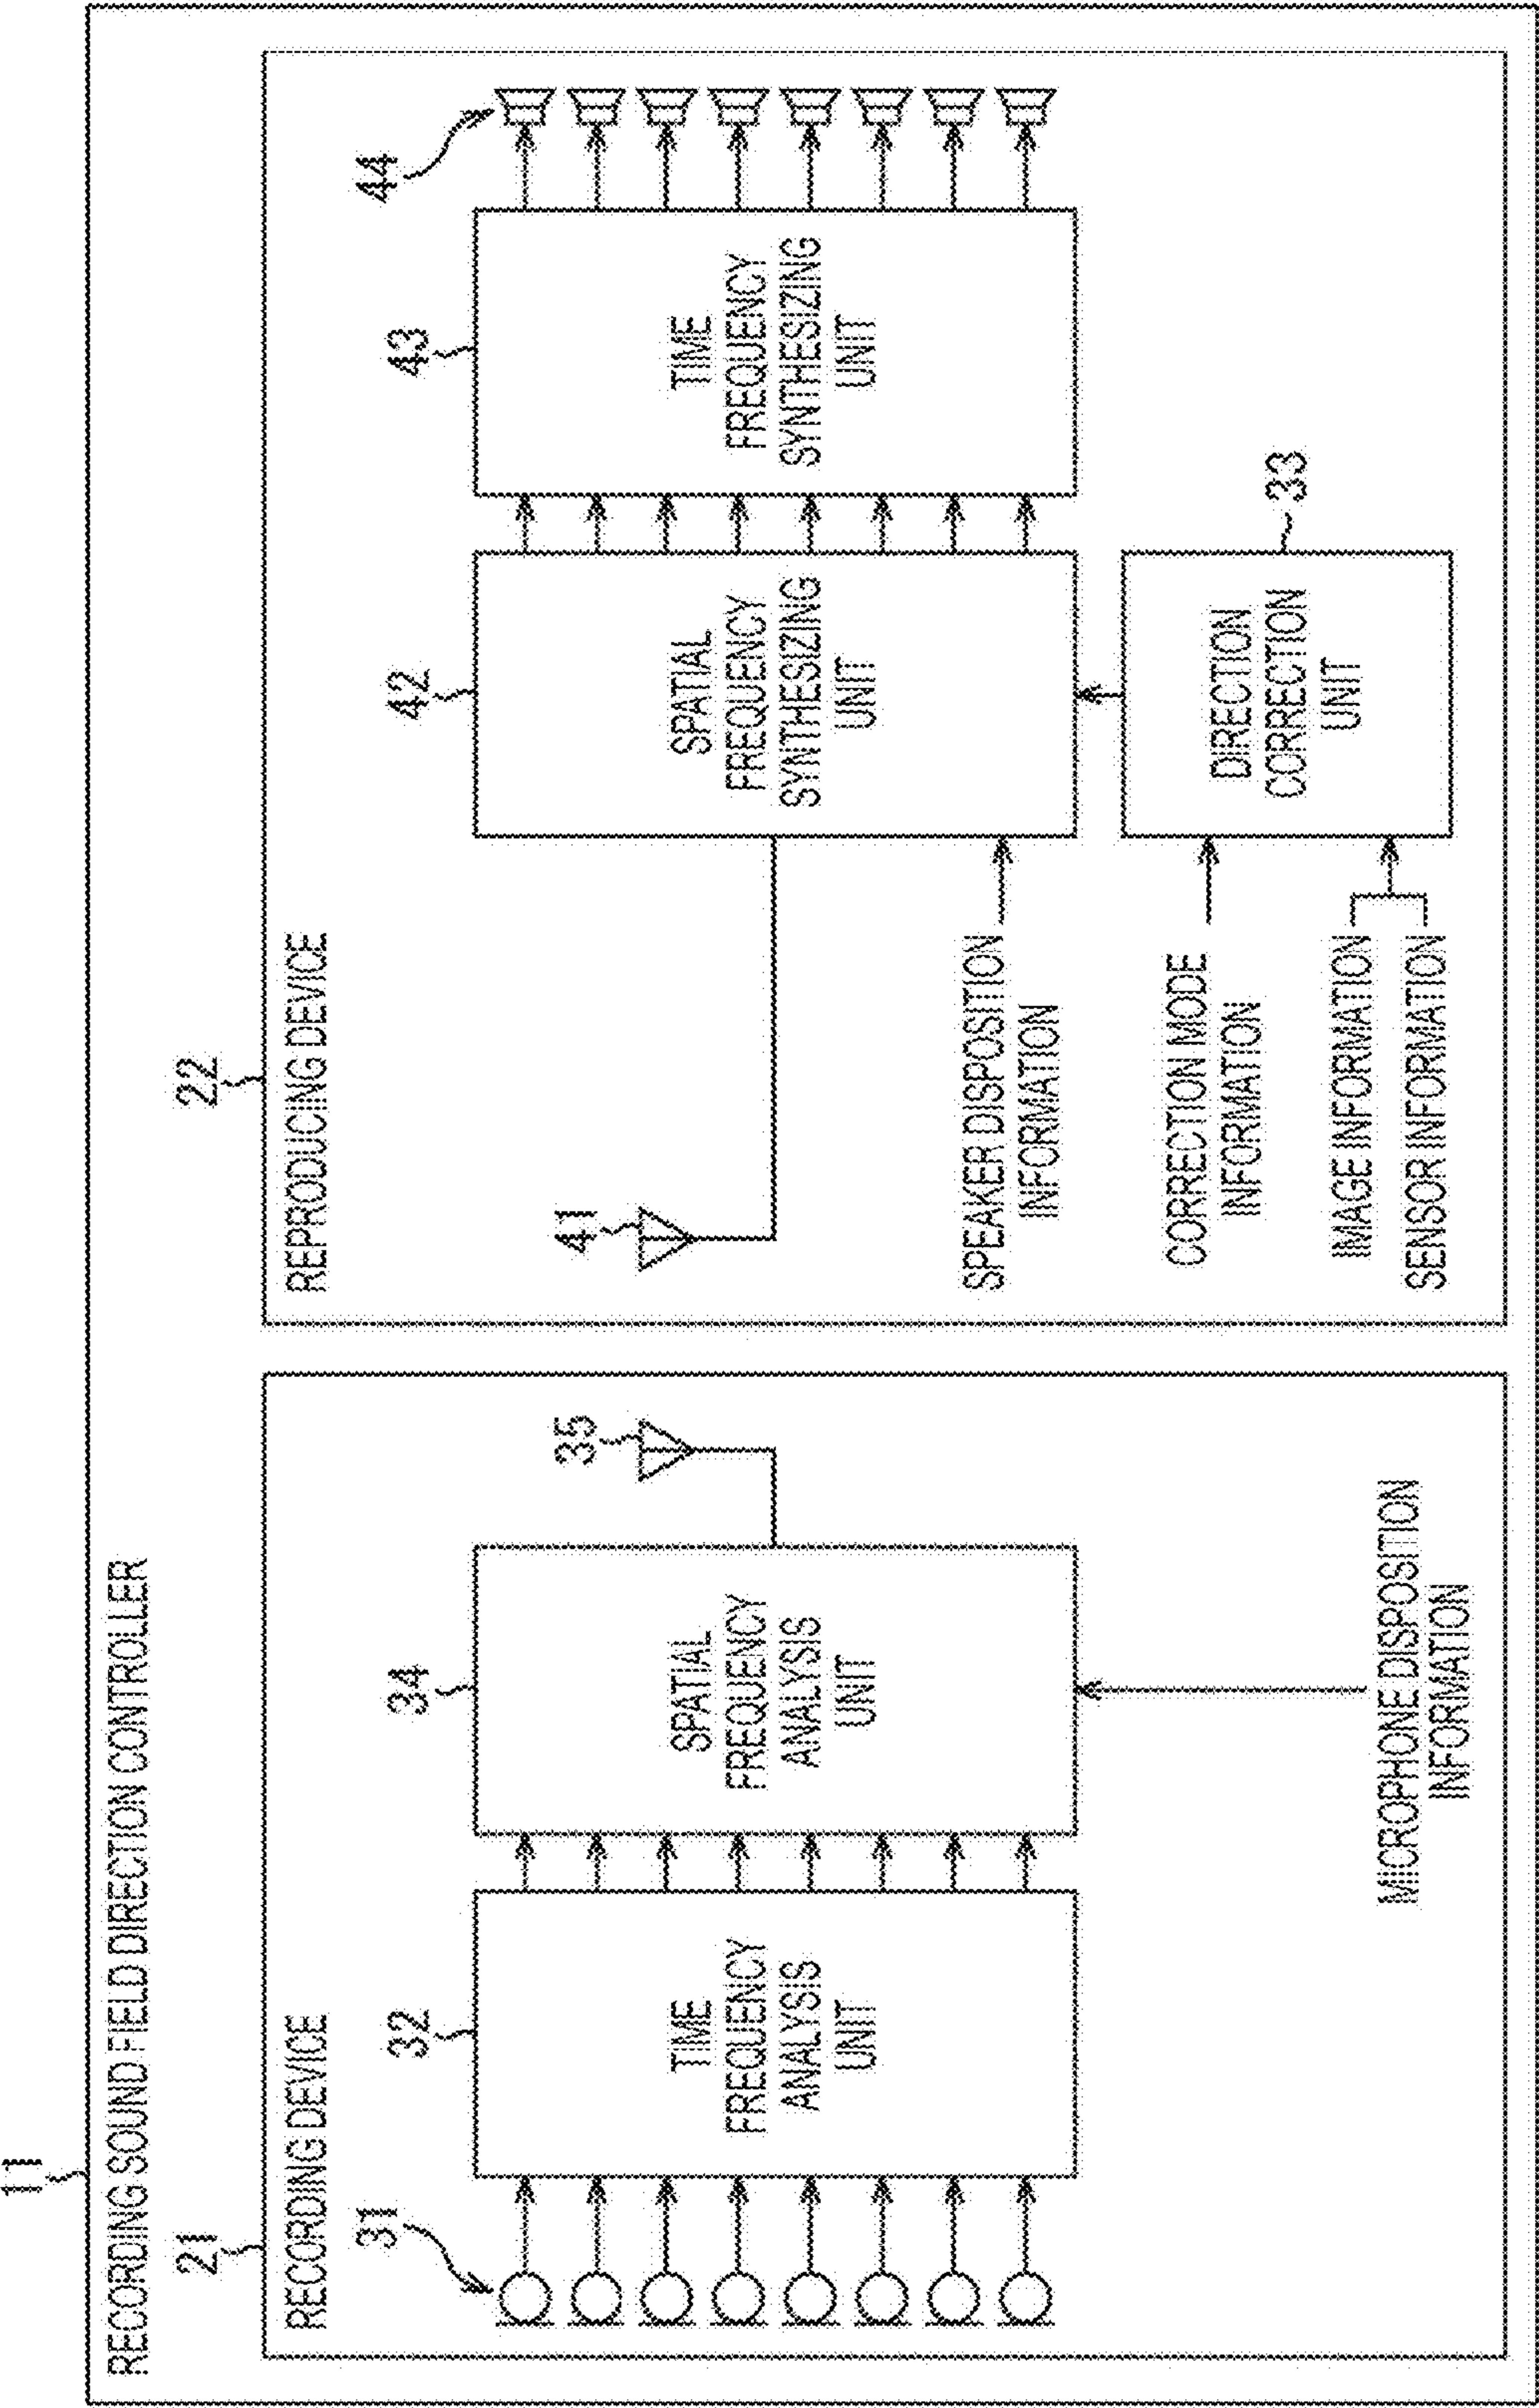 11
RECORDING SOUND FIELD DIRECTION CONTROLLER
21
RECORDING DEVICE
31
32
TIME
FREQUENCY
ANALYSIS
UNIT
34
SPATIAL
FREQUENCY
ANALYSIS
UNIT
35
MICROPHONE DISPOSITION
INFORMATION
22
REPRODUCING DEVICE
41
42
SPATIAL
FREQUENCY
SYNTHESIZING
UNIT
43
TIME
FREQUENCY
SYNTHESIZING
UNIT
44
SPEAKER DISPOSITION
INFORMATION
CORRECTION MODE
INFORMATION
IMAGE INFORMATION
SENSOR INFORMATION
DIRECTION
CORRECTION
UNIT
33